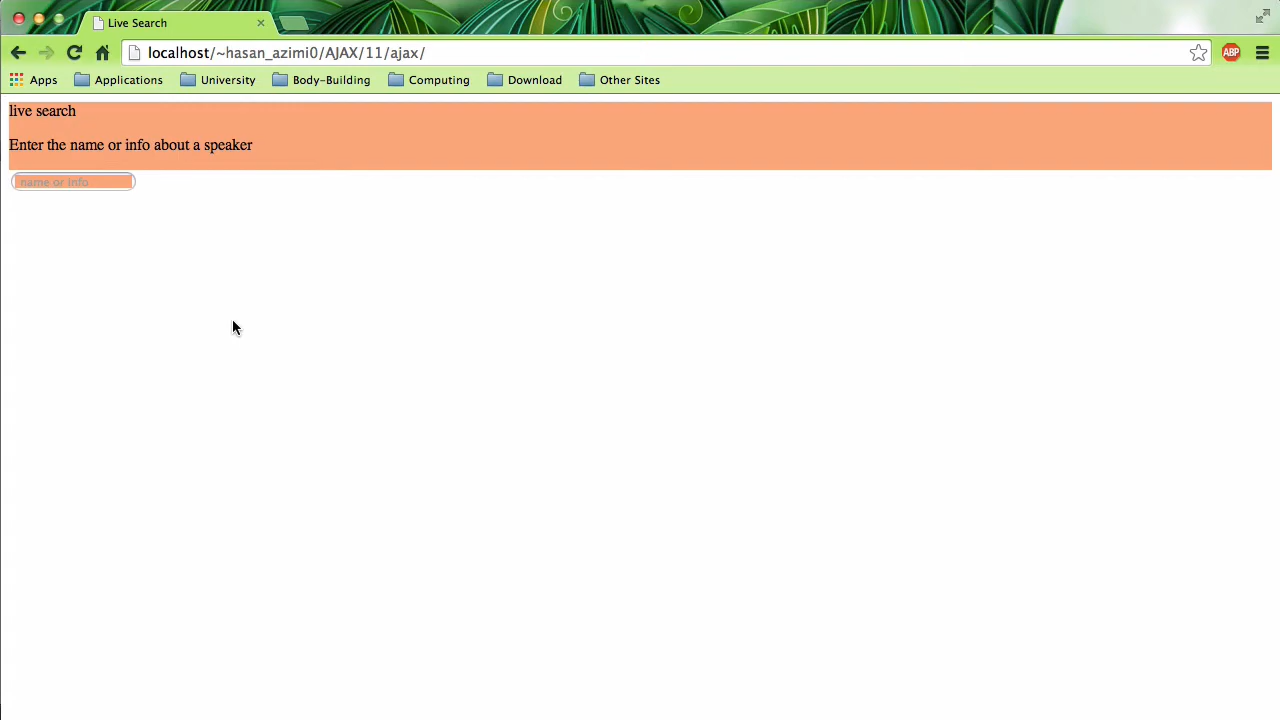 Live Search
localhost/~hasan_azimi0/AJAX/11/ajax/
ABP
Apps Applications University Body-Building Computing Download Other Sites
live search
Enter the name or info about a speaker
name or info